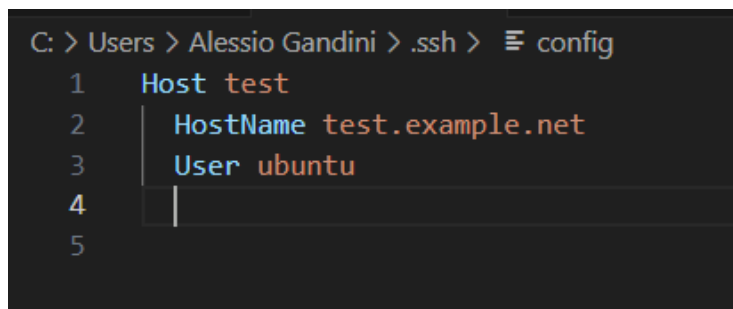 C: > Users > Alessio Gandini > .ssh > config
1 Host test
2 HostName test.example.net
3 User ubuntu
4
5